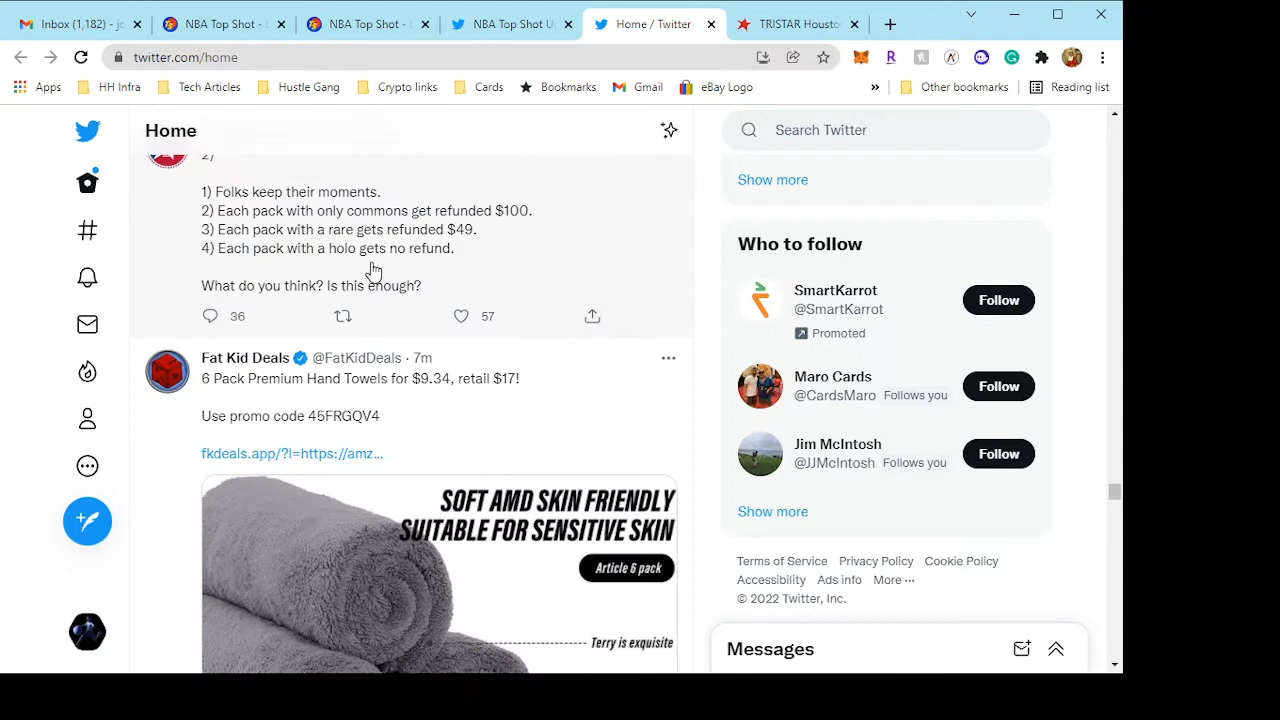 Inbox (1,182) - jc
NBA Top Shot - L
NBA Top Shot - L
NBA Top Shot U
Home / Twitter
TRISTAR Housto
twitter.com/home
Apps
HH Infra
Tech Articles
Hustle Gang
Crypto links
Cards
Bookmarks
Gmail
eBay Logo
»
Other bookmarks
Reading list
Home
Search Twitter
2)
1) Folks keep their moments.
2) Each pack with only commons get refunded $100.
3) Each pack with a rare gets refunded $49.
4) Each pack with a holo gets no refund.
What do you think? Is this enough?
36
57
Fat Kid Deals @FatKidDeals · 7m
6 Pack Premium Hand Towels for $9.34, retail $17!
Use promo code 45FRGQV4
fkdeals.app/?l=https://amz...
SOFT AMD SKIN FRIENDLY
SUITABLE FOR SENSITIVE SKIN
Article 6 pack
Terry is exquisite
Show more
Who to follow
SmartKarrot
@SmartKarrot
Promoted
Follow
Maro Cards
@CardsMaro Follows you
Follow
Jim McIntosh
@JJMcIntosh Follows you
Follow
Show more
Terms of Service Privacy Policy Cookie Policy
Accessibility Ads info More ···
© 2022 Twitter, Inc.
Messages